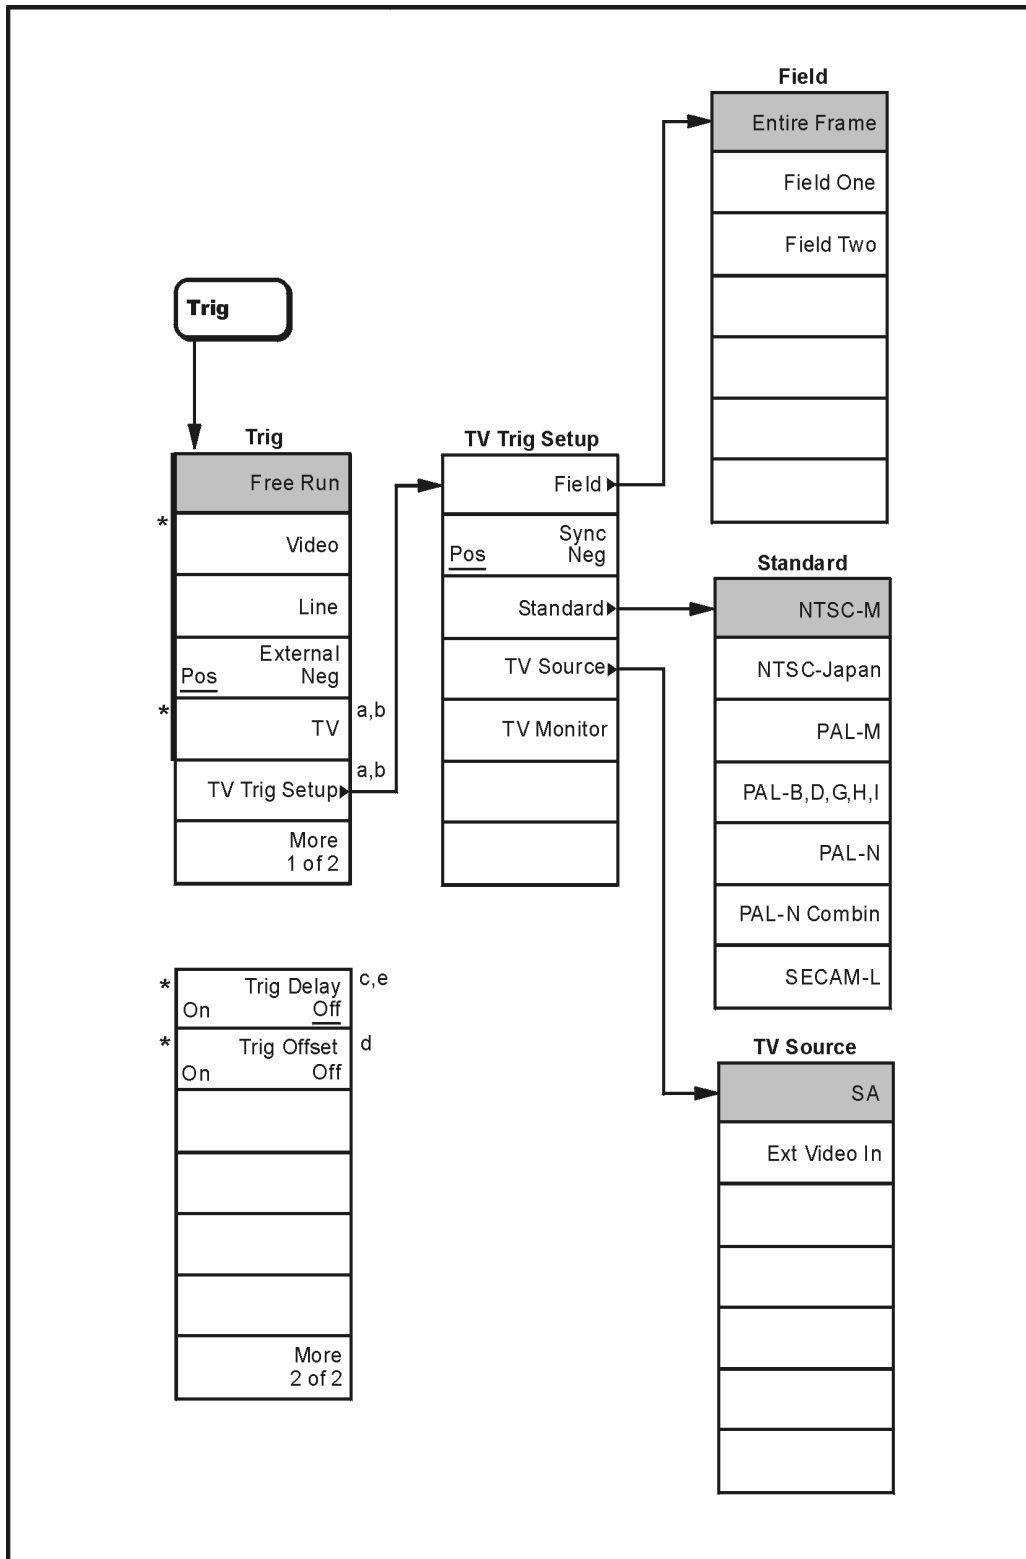 Trig
Trig
Free Run
*
Video
Line
External
Pos Neg
*
TV
a,b
TV Trig Setup
a,b
More
1 of 2
*
Trig Delay
On Off
c,e
*
Trig Offset
On Off
d
More
2 of 2
TV Trig Setup
Field
Sync
Pos Neg
Standard
TV Source
TV Monitor
Field
Entire Frame
Field One
Field Two
Standard
NTSC-M
NTSC-Japan
PAL-M
PAL-B,D,G,H,I
PAL-N
PAL-N Combin
SECAM-L
TV Source
SA
Ext Video In